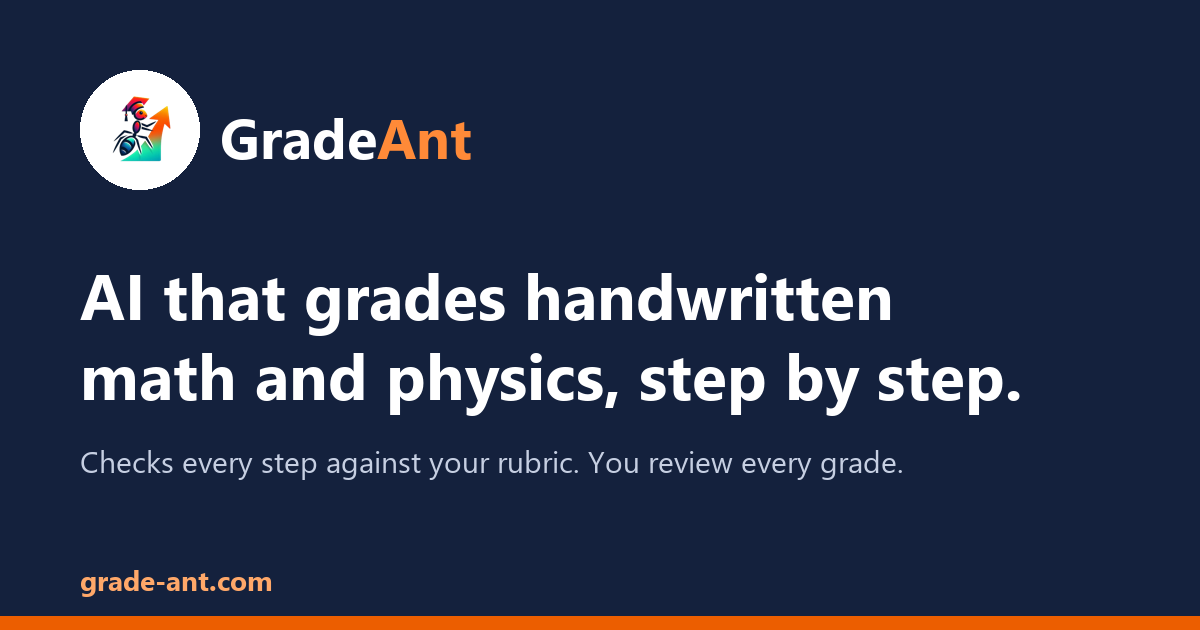 GradeAnt
AI that grades handwritten
math and physics, step by step.
Checks every step against your rubric. You review every grade.
grade-ant.com